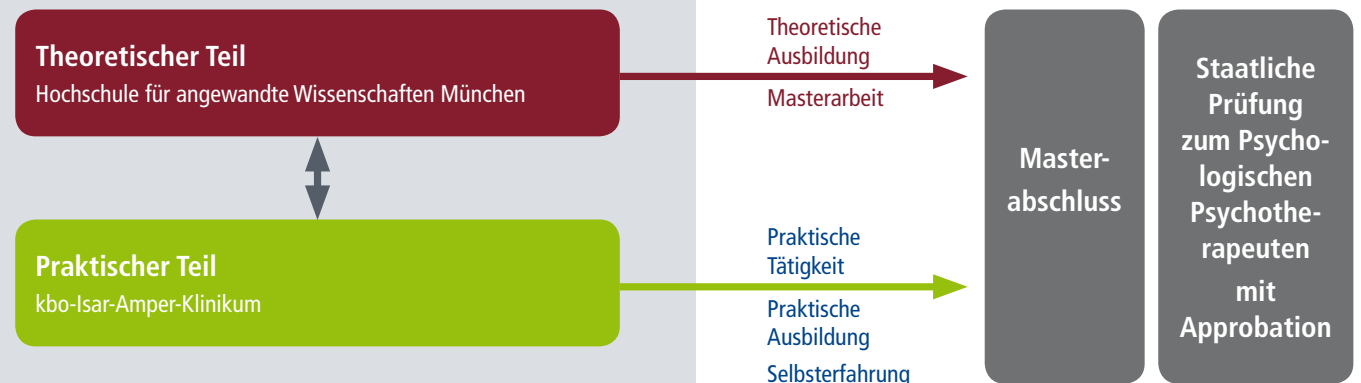 Theoretischer Teil
Hochschule für angewandte Wissenschaften München
Theoretische
Ausbildung
Masterarbeit
Praktischer Teil
kbo-Isar-Amper-Klinikum
Praktische
Tätigkeit
Praktische
Ausbildung
Selbsterfahrung
Master-
abschluss
Staatliche
Prüfung
zum Psycho-
logischen
Psychothe-
rapeuten
mit
Approbation